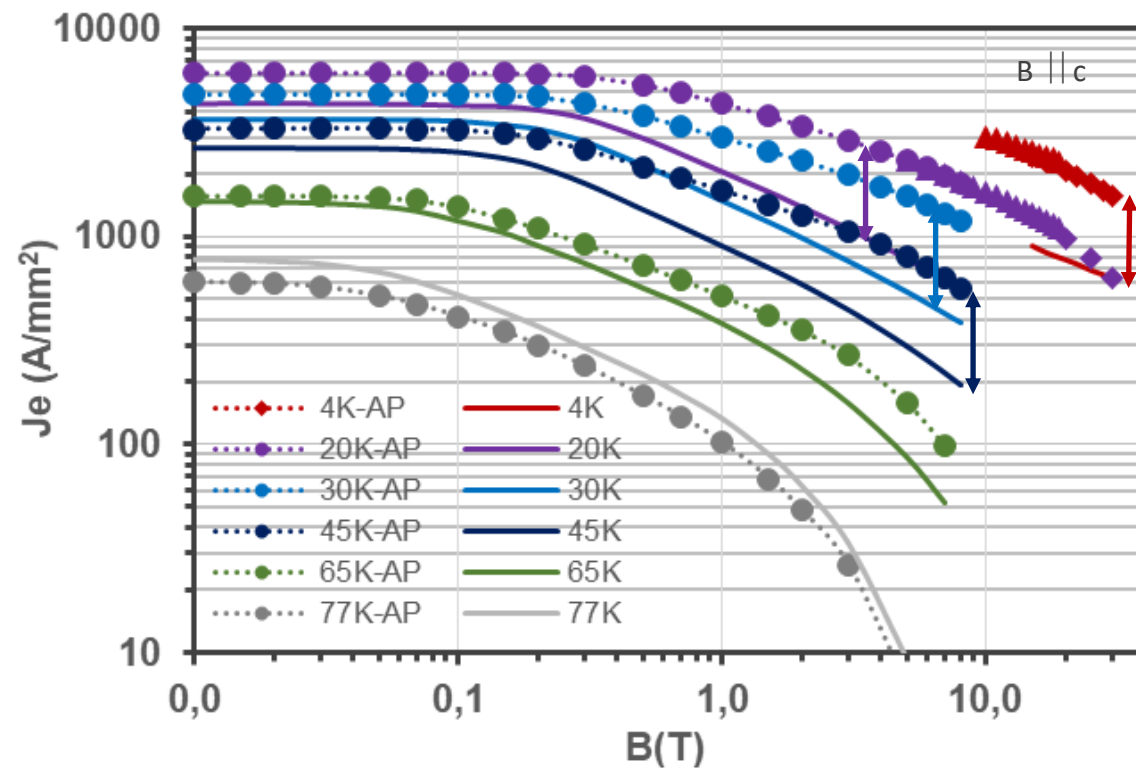 10000
B || c
1000
Je (A/mm²)
4K-AP 4K
20K-AP 20K
100
30K-AP 30K
45K-AP 45K
65K-AP 65K
77K-AP 77K
10
0,0 0,1 1,0 10,0
B(T)